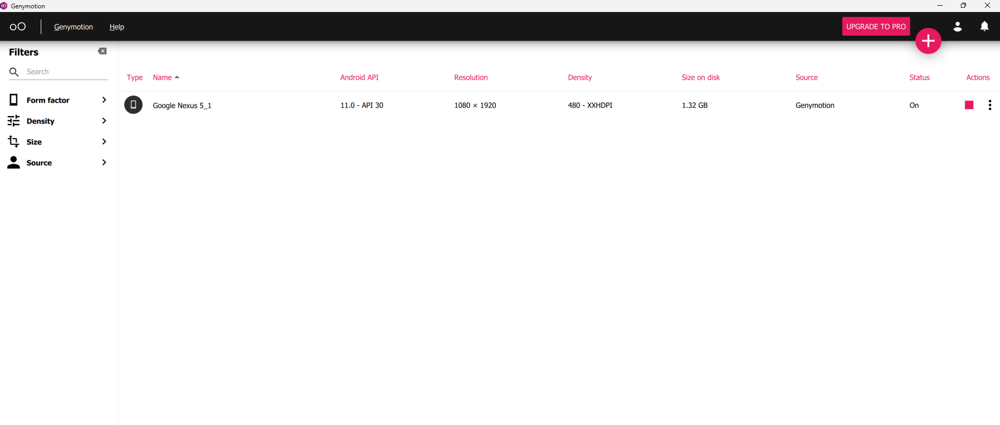 Genymotion
Genymotion Help UPGRADE TO PRO
Filters
Search
Type Name Android API Resolution Density Size on disk Source Status Actions
Form factor
Google Nexus 5_1 11.0 - API 30 1080 × 1920 480 - XXHDPI 1.32 GB Genymotion On
Density
Size
Source